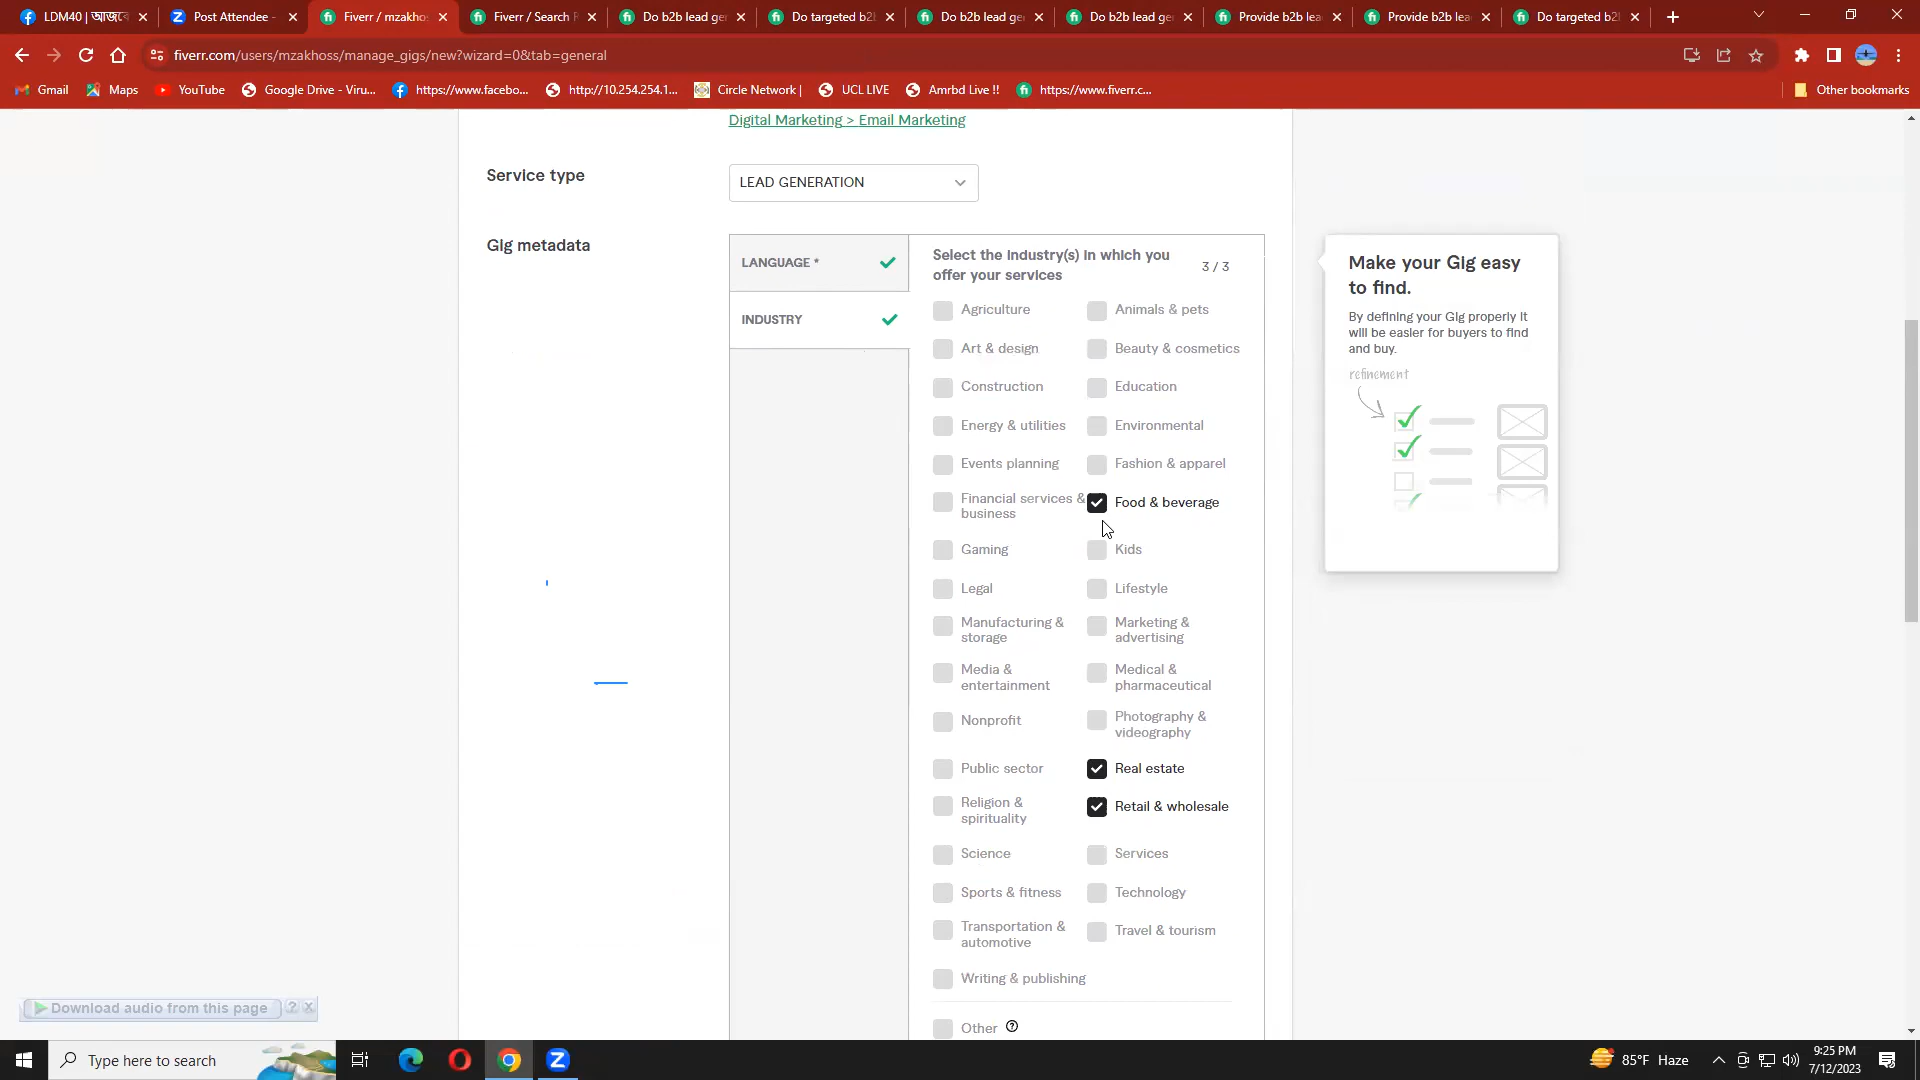 LDM40 | আজকে
Post Attendee -
Fiverr / mzakhos
Fiverr / Search R
Do b2b lead ge
Do targeted b2
Do b2b lead ge
Do b2b lead ge
Provide b2b lea
Provide b2b lea
Do targeted b2
fiverr.com/users/mzakhoss/manage_gigs/new?wizard=0&tab=general
Gmail
Maps
YouTube
Google Drive - Viru...
https://www.facebo...
http://10.254.254.1...
Circle Network |
UCL LIVE
Amrbd Live !!
https://www.fiverr.c...
Other bookmarks
Digital Marketing > Email Marketing
Service type
LEAD GENERATION
Gig metadata
LANGUAGE *
INDUSTRY
Select the industry(s) in which you
offer your services
3 / 3
Agriculture
Animals & pets
Art & design
Beauty & cosmetics
Construction
Education
Energy & utilities
Environmental
Events planning
Fashion & apparel
Financial services &
business
Food & beverage
Gaming
Kids
Legal
Lifestyle
Manufacturing &
storage
Marketing &
advertising
Media &
entertainment
Medical &
pharmaceutical
Nonprofit
Photography &
videography
Public sector
Real estate
Religion &
spirituality
Retail & wholesale
Science
Services
Sports & fitness
Technology
Transportation &
automotive
Travel & tourism
Writing & publishing
Other
Make your Gig easy
to find.
By defining your Gig properly it
will be easier for buyers to find
and buy.
refinement
Download audio from this page
Type here to search
85°F Haze
9:25 PM
7/12/2023